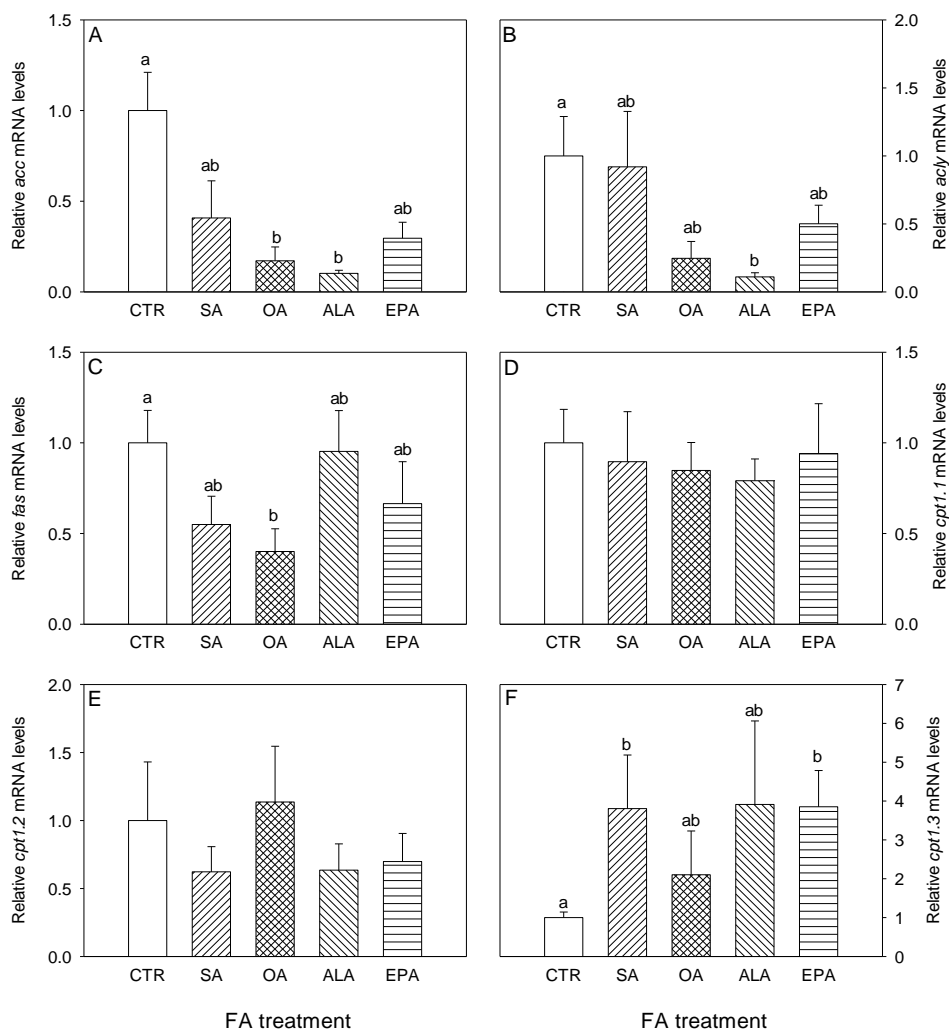 A
Relative acc mRNA levels
1.5
1.0
0.5
0.0
a
ab
b
b
ab
CTR SA OA ALA EPA
B
Relative acly mRNA levels
2.0
1.5
1.0
0.5
0.0
a
ab
ab
b
ab
CTR SA OA ALA EPA
C
Relative fas mRNA levels
1.5
1.0
0.5
0.0
a
ab
b
ab
ab
CTR SA OA ALA EPA
D
Relative cpt1.1 mRNA levels
1.5
1.0
0.5
0.0
CTR SA OA ALA EPA
E
Relative cpt1.2 mRNA levels
2.0
1.5
1.0
0.5
0.0
CTR SA OA ALA EPA
FA treatment
F
Relative cpt1.3 mRNA levels
7
6
5
4
3
2
1
0
a
b
ab
ab
b
CTR SA OA ALA EPA
FA treatment